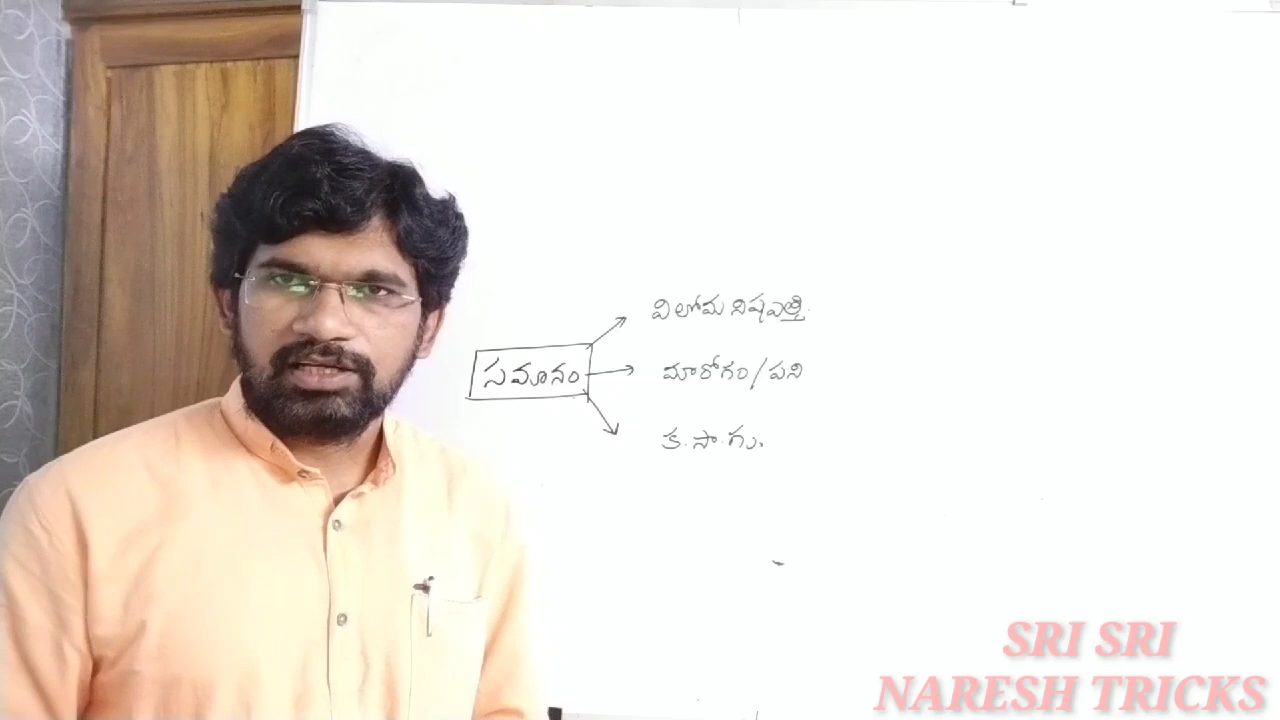 విలోమ నిష్పత్తి.
సమానం
మారోగం/పని
క.సా.గు.
SRI SRI
NARESH TRICKS